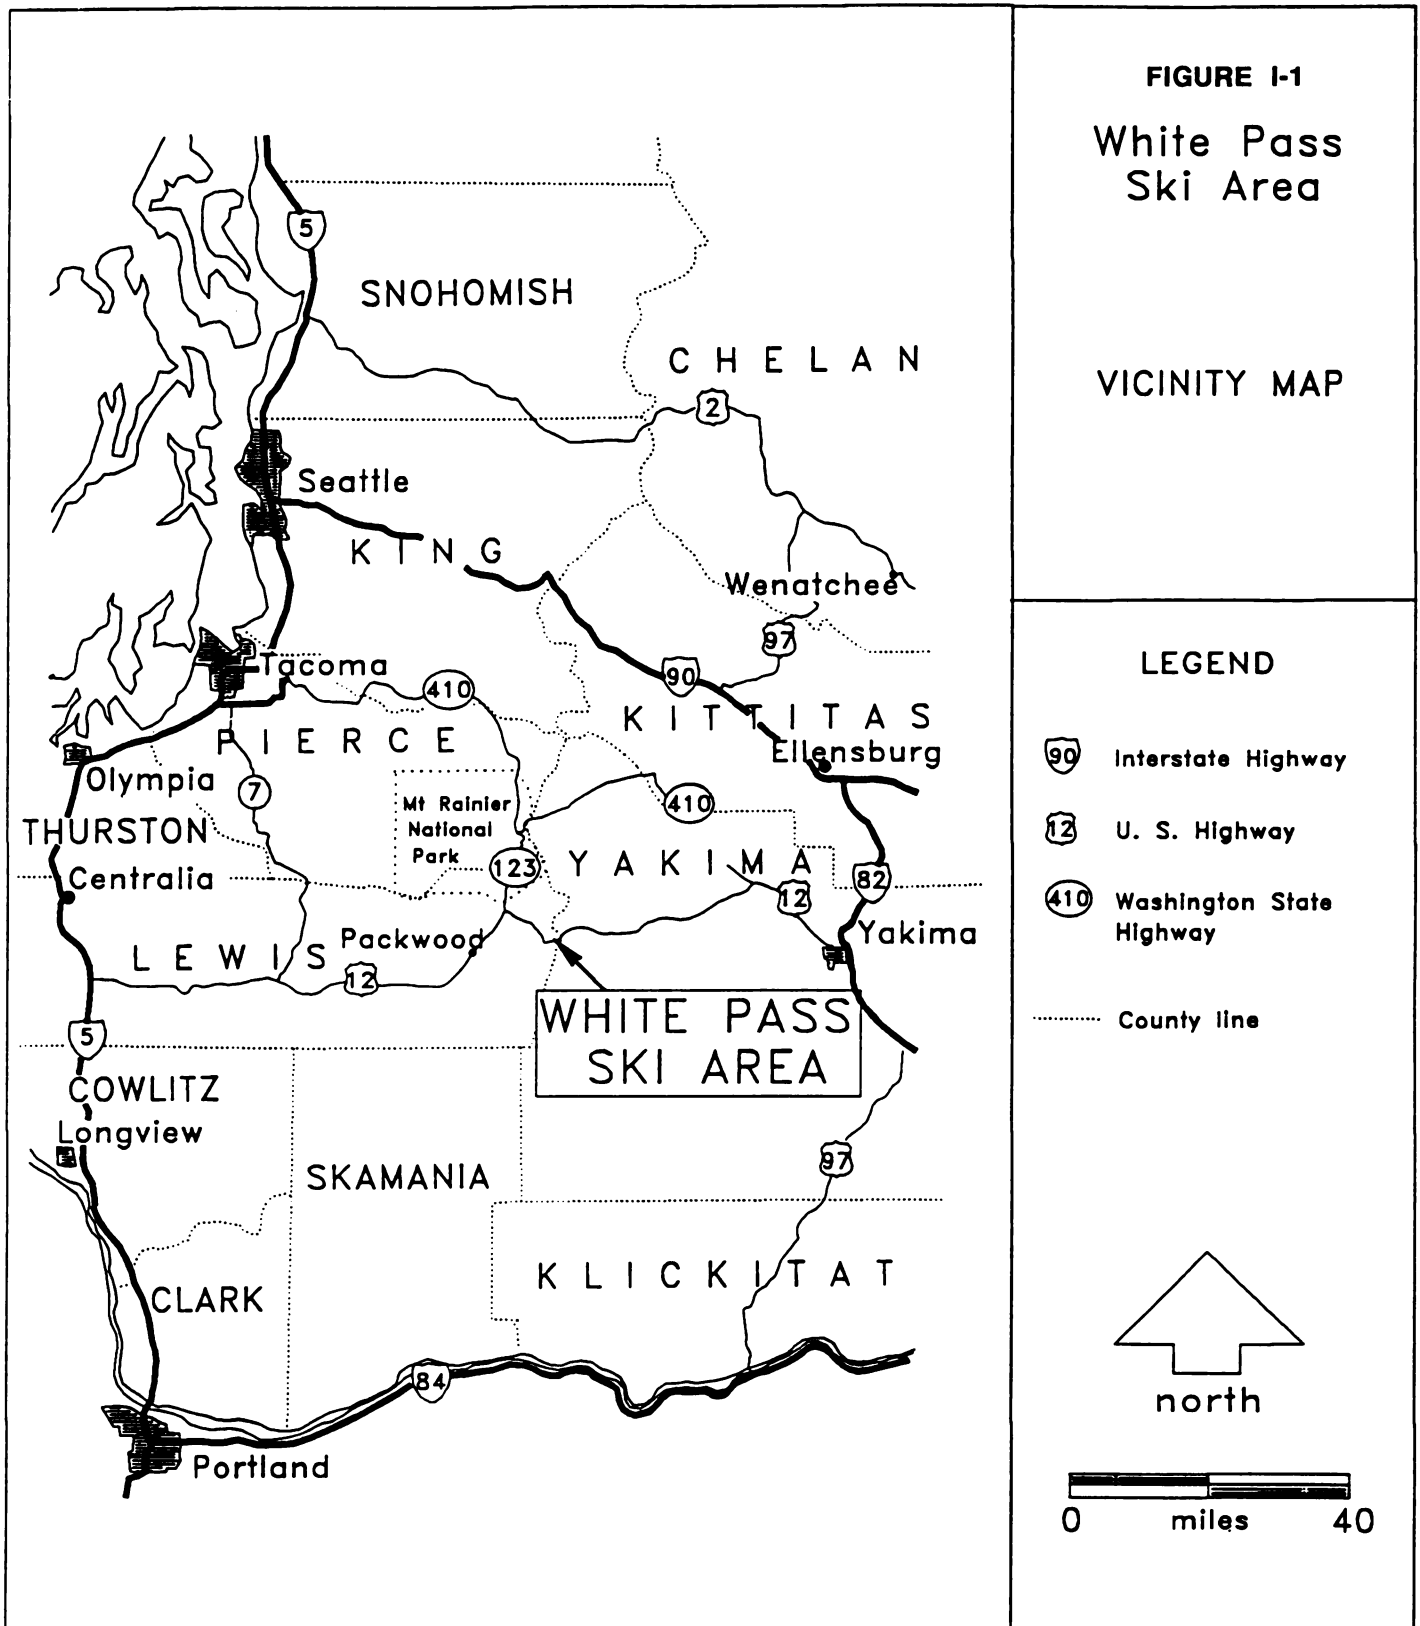 FIGURE I-1
White Pass
Ski Area
VICINITY MAP
LEGEND
90 Interstate Highway
12 U. S. Highway
410 Washington State
Highway
County line
north
0 miles 40
5
SNOHOMISH
CHELAN
2
Seattle
KING
Wenatchee
97
Tacoma
410
90
KITTITAS
PIERCE
Ellensburg
Olympia
7
Mt Rainier
National
Park
410
THURSTON
123
YAKIMA
82
Centralia
12
Yakima
Packwood
LEWIS
12
WHITE PASS
SKI AREA
5
COWLITZ
Longview
97
SKAMANIA
KLICKITAT
CLARK
84
Portland